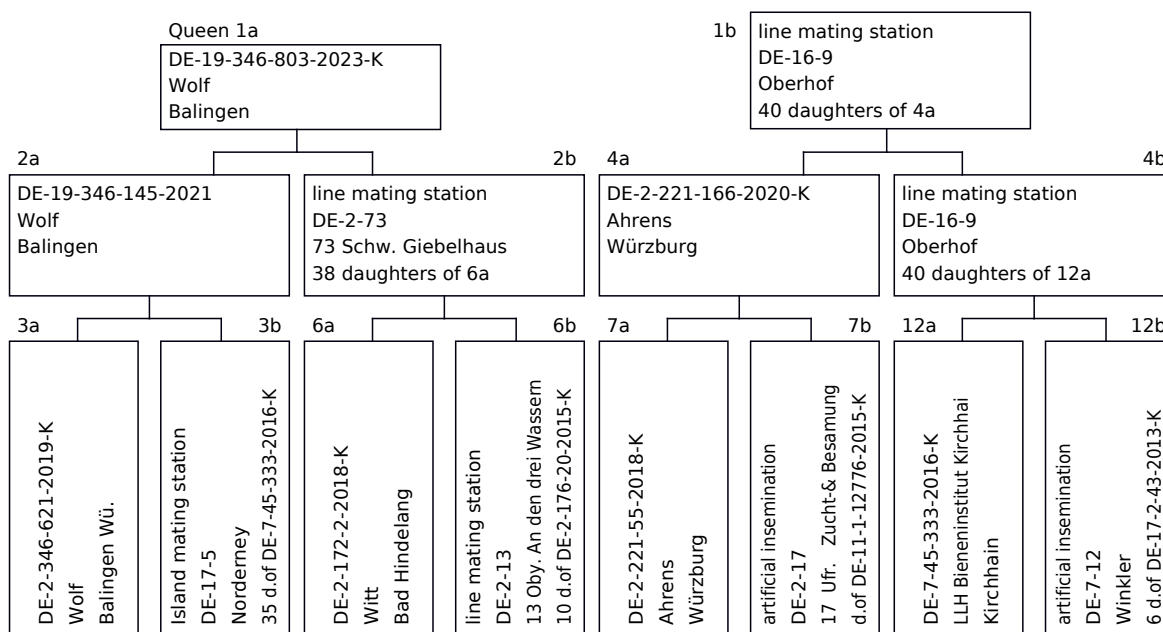 Queen 1a
DE-19-346-803-2023-K
Wolf
Balingen
1b
line mating station
DE-16-9
Oberhof
40 daughters of 4a
2a
DE-19-346-145-2021
Wolf
Balingen
2b
line mating station
DE-2-73
73 Schw. Giebelhaus
38 daughters of 6a
4a
DE-2-221-166-2020-K
Ahrens
Würzburg
4b
line mating station
DE-16-9
Oberhof
40 daughters of 12a
3a
DE-2-346-621-2019-K
Wolf
Balingen Wü.
3b
Island mating station
DE-17-5
Norderney
35 d.of DE-7-45-333-2016-K
6a
DE-2-172-2-2018-K
Witt
Bad Hindelang
6b
line mating station
DE-2-13
13 Oby. An den drei Wassern
10 d.of DE-2-176-20-2015-K
7a
DE-2-221-55-2018-K
Ahrens
Würzburg
7b
artificial insemination
DE-2-17
17 Ufr. Zucht-& Besamung
d.of DE-11-1-12776-2015-K
12a
DE-7-45-333-2016-K
LLH Bieneninstitut Kirchhai
Kirchhain
12b
artificial insemination
DE-7-12
Winkler
6 d.of DE-17-2-43-2013-K